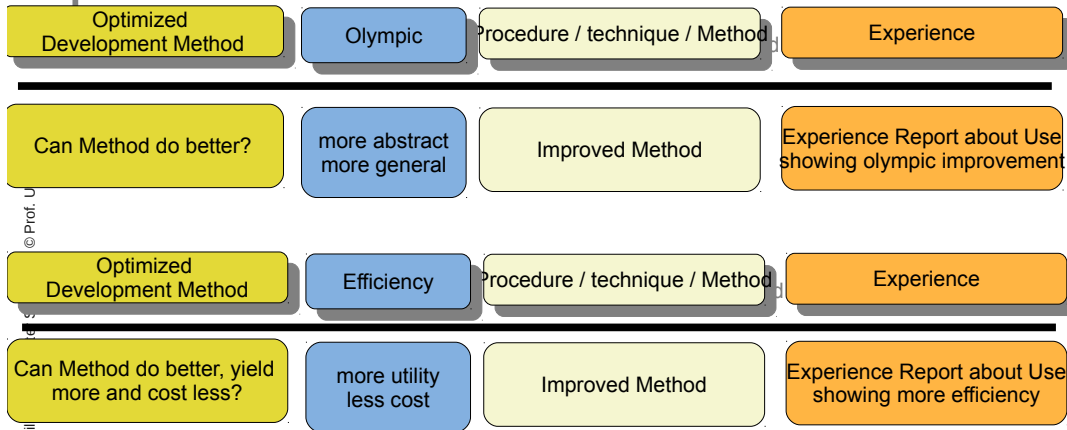 Optimized
Development Method
Olympic
Procedure / technique / Method
Experience
Can Method do better?
more abstract
more general
Improved Method
Experience Report about Use
showing olympic improvement
© Prof. U
Optimized
Development Method
Efficiency
Procedure / technique / Method
Experience
Can Method do better, yield
more and cost less?
more utility
less cost
Improved Method
Experience Report about Use
showing more efficiency